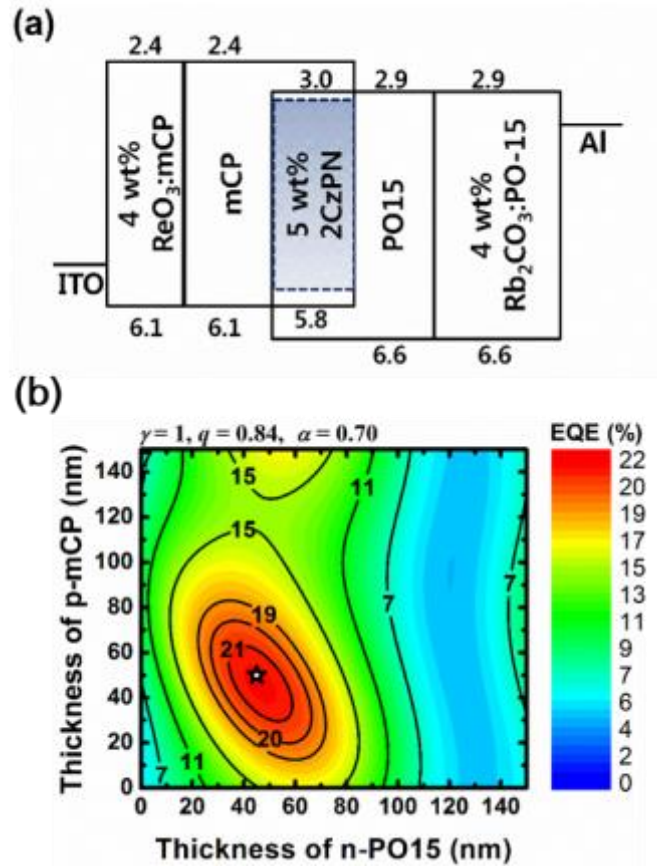 (a)
2.4 2.4
3.0 2.9 2.9
4 wt%
ReO₃:mCP
mCP
5 wt%
2CzPN
PO15
4 wt%
Rb₂CO₃:PO-15
Al
ITO
6.1 6.1 5.8
6.6 6.6
(b)
γ = 1, q = 0.84, α = 0.70
EQE (%)
Thickness of p-mCP (nm)
140
120
100
80
60
40
20
0
15
11
15
7
7
19
21
20
7
11
0 20 40 60 80 100 120 140
Thickness of n-PO15 (nm)
22
20
19
17
15
13
11
9
7
6
4
2
0